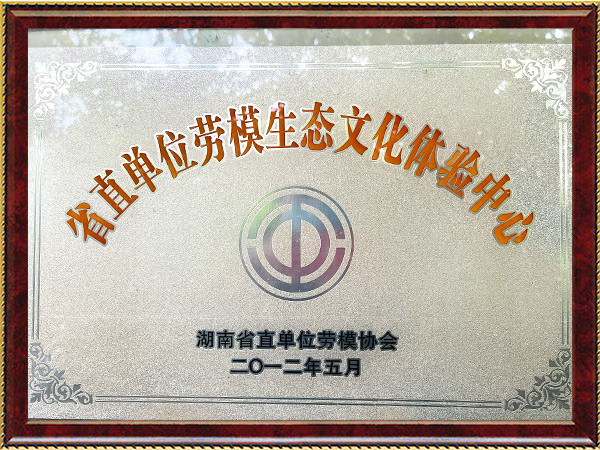 省直单位劳模生态文化体验中心
湖南省直单位劳模协会
二〇一二年五月